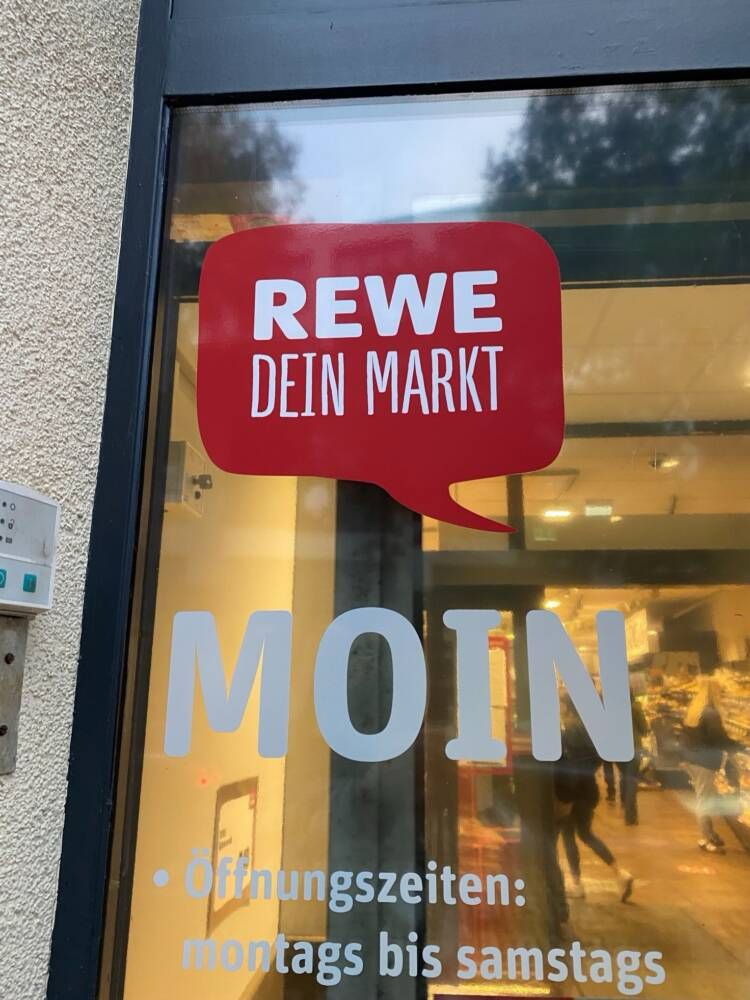 REWE
DEIN MARKT
MOIN
• Öffnungszeiten:
montags bis samstags